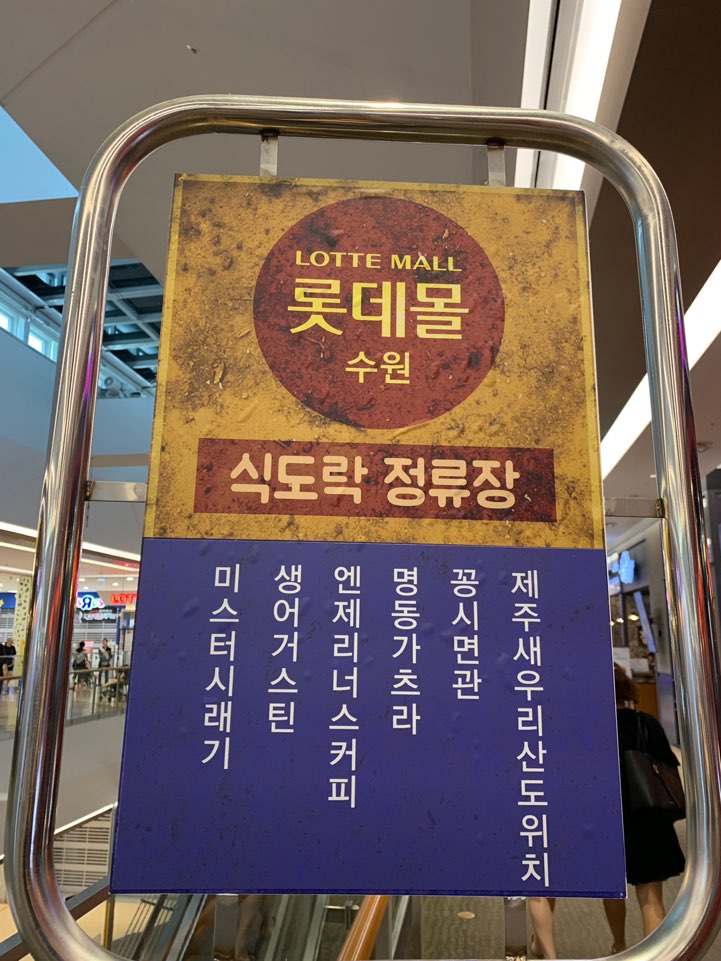 LOTTE MALL
롯데몰
수원
식도락 정류장
미스터시래기
생어거스틴
엔제리너스커피
명동가츠라
꽁시면관
제주새우리산도위치